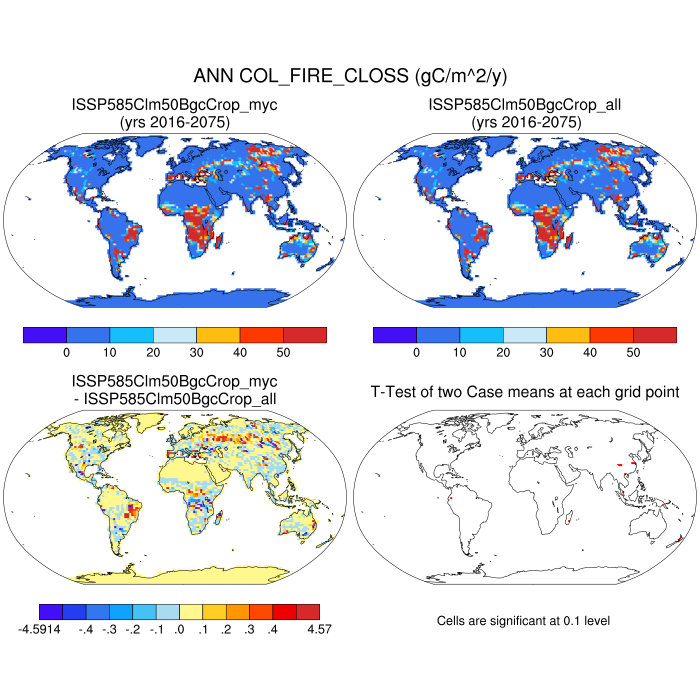 ANN COL_FIRE_CLOSS (gC/m^2/y)
ISSP585Clm50BgcCrop_myc
(yrs 2016-2075)
ISSP585Clm50BgcCrop_all
(yrs 2016-2075)
0 10 20 30 40 50
0 10 20 30 40 50
ISSP585Clm50BgcCrop_myc
- ISSP585Clm50BgcCrop_all
T-Test of two Case means at each grid point
-4.5914 -.4 -.3 -.2 -.1 .0 .1 .2 .3 .4 4.57
Cells are significant at 0.1 level